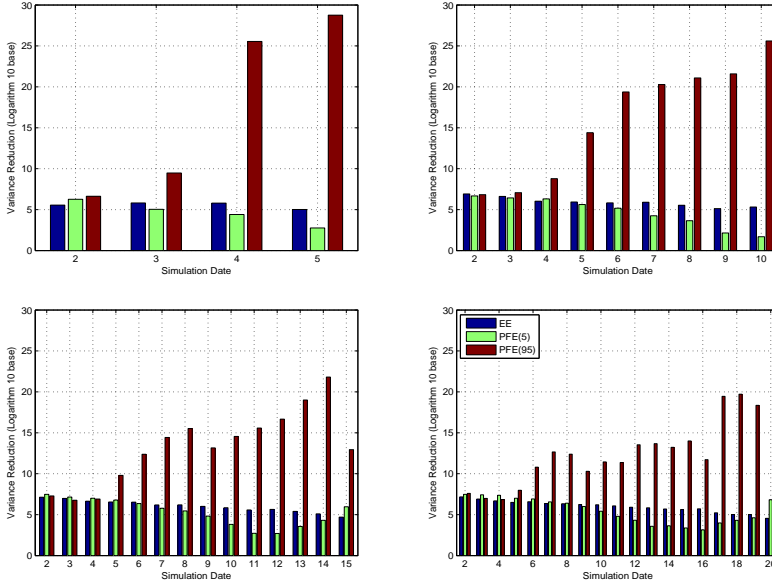 30
25
20
15
10
5
0
Variance Reduction (Logarithm 10 base)
2 3 4 5
Simulation Date
30
25
20
15
10
5
0
Variance Reduction (Logarithm 10 base)
2 3 4 5 6 7 8 9 10
Simulation Date
30
25
20
15
10
5
0
Variance Reduction (Logarithm 10 base)
2 3 4 5 6 7 8 9 10 11 12 13 14 15
Simulation Date
30
25
20
15
10
5
0
Variance Reduction (Logarithm 10 base)
EE
PFE(5)
PFE(95)
2 4 6 8 10 12 14 16 18 20
Simulation Date